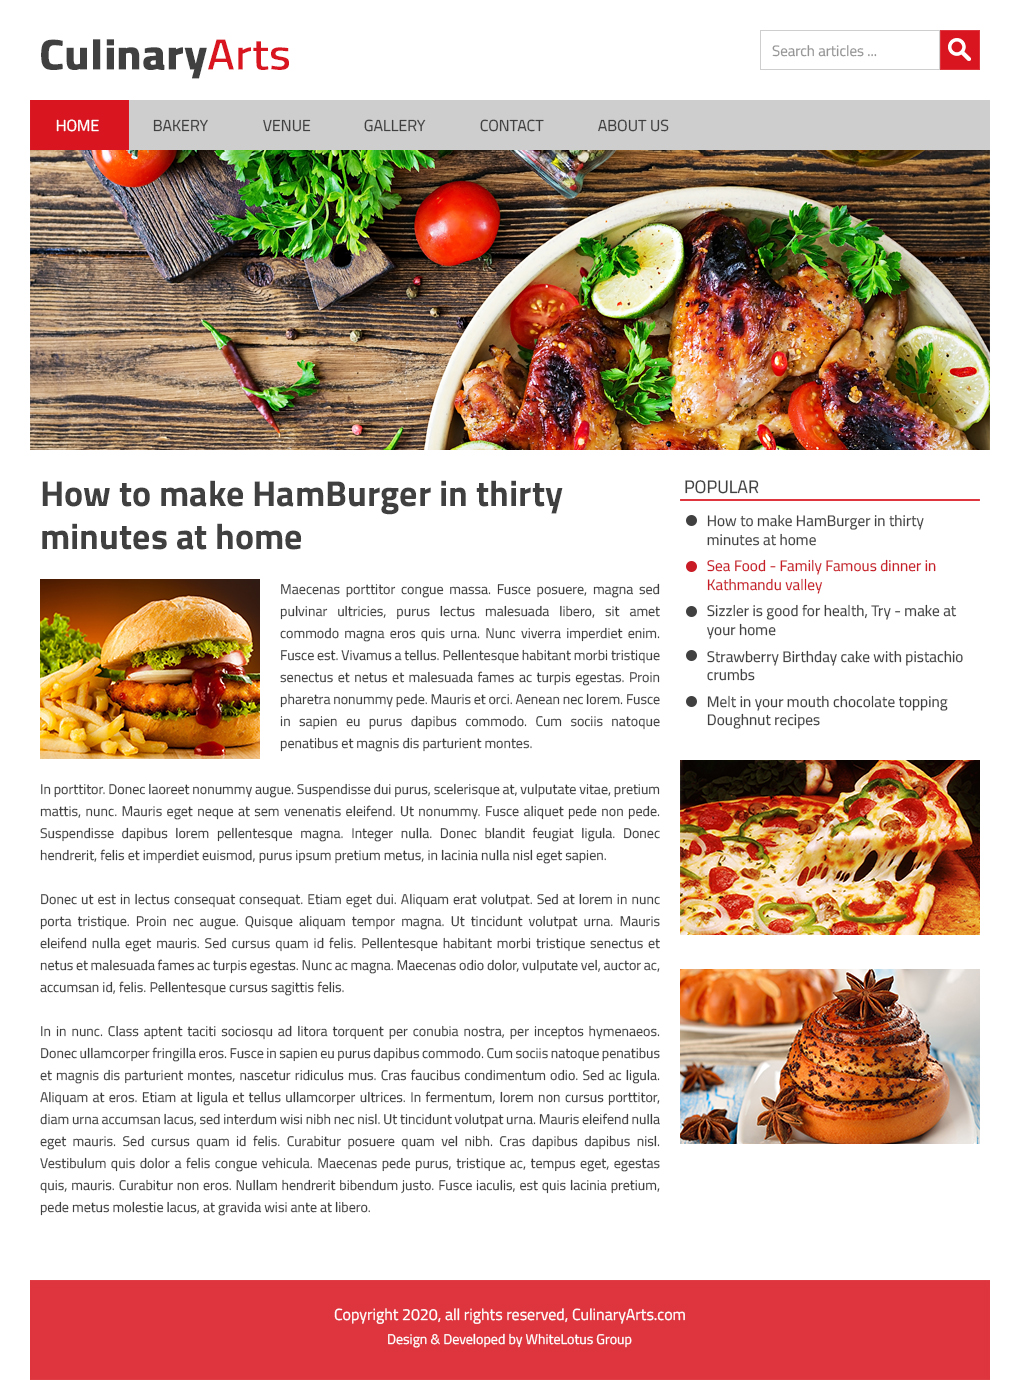 CulinaryArts
Search articles ...
HOME BAKERY VENUE GALLERY CONTACT ABOUT US
How to make HamBurger in thirty
minutes at home
Maecenas porttitor congue massa. Fusce posuere, magna sed
pulvinar ultricies, purus lectus malesuada libero, sit amet
commodo magna eros quis urna. Nunc viverra imperdiet enim.
Fusce est. Vivamus a tellus. Pellentesque habitant morbi tristique
senectus et netus et malesuada fames ac turpis egestas. Proin
pharetra nonummy pede. Mauris et orci. Aenean nec lorem. Fusce
in sapien eu purus dapibus commodo. Cum sociis natoque
penatibus et magnis dis parturient montes.
In porttitor. Donec laoreet nonummy augue. Suspendisse dui purus, scelerisque at, vulputate vitae, pretium
mattis, nunc. Mauris eget neque at sem venenatis eleifend. Ut nonummy. Fusce aliquet pede non pede.
Suspendisse dapibus lorem pellentesque magna. Integer nulla. Donec blandit feugiat ligula. Donec
hendrerit, felis et imperdiet euismod, purus ipsum pretium metus, in lacinia nulla nisl eget sapien.
Donec ut est in lectus consequat consequat. Etiam eget dui. Aliquam erat volutpat. Sed at lorem in nunc
porta tristique. Proin nec augue. Quisque aliquam tempor magna. Ut tincidunt volutpat urna. Mauris
eleifend nulla eget mauris. Sed cursus quam id felis. Pellentesque habitant morbi tristique senectus et
netus et malesuada fames ac turpis egestas. Nunc ac magna. Maecenas odio dolor, vulputate vel, auctor ac,
accumsan id, felis. Pellentesque cursus sagittis felis.
In in nunc. Class aptent taciti sociosqu ad litora torquent per conubia nostra, per inceptos hymenaeos.
Donec ullamcorper fringilla eros. Fusce in sapien eu purus dapibus commodo. Cum sociis natoque penatibus
et magnis dis parturient montes, nascetur ridiculus mus. Cras faucibus condimentum odio. Sed ac ligula.
Aliquam at eros. Etiam at ligula et tellus ullamcorper ultrices. In fermentum, lorem non cursus porttitor,
diam urna accumsan lacus, sed interdum wisi nibh nec nisl. Ut tincidunt volutpat urna. Mauris eleifend nulla
eget mauris. Sed cursus quam id felis. Curabitur posuere quam vel nibh. Cras dapibus dapibus nisl.
Vestibulum quis dolor a felis congue vehicula. Maecenas pede purus, tristique ac, tempus eget, egestas
quis, mauris. Curabitur non eros. Nullam hendrerit bibendum justo. Fusce iaculis, est quis lacinia pretium,
pede metus molestie lacus, at gravida wisi ante at libero.
POPULAR
How to make HamBurger in thirty
minutes at home
Sea Food - Family Famous dinner in
Kathmandu valley
Sizzler is good for health, Try - make at
your home
Strawberry Birthday cake with pistachio
crumbs
Melt in your mouth chocolate topping
Doughnut recipes
Copyright 2020, all rights reserved, CulinaryArts.com
Design & Developed by WhiteLotus Group